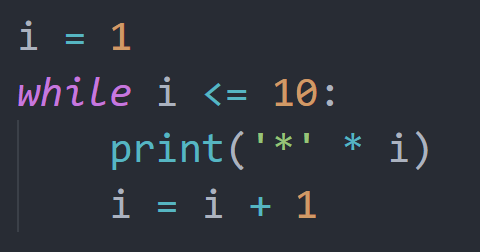 i = 1
while i <= 10:
    print('*' * i)
    i = i + 1